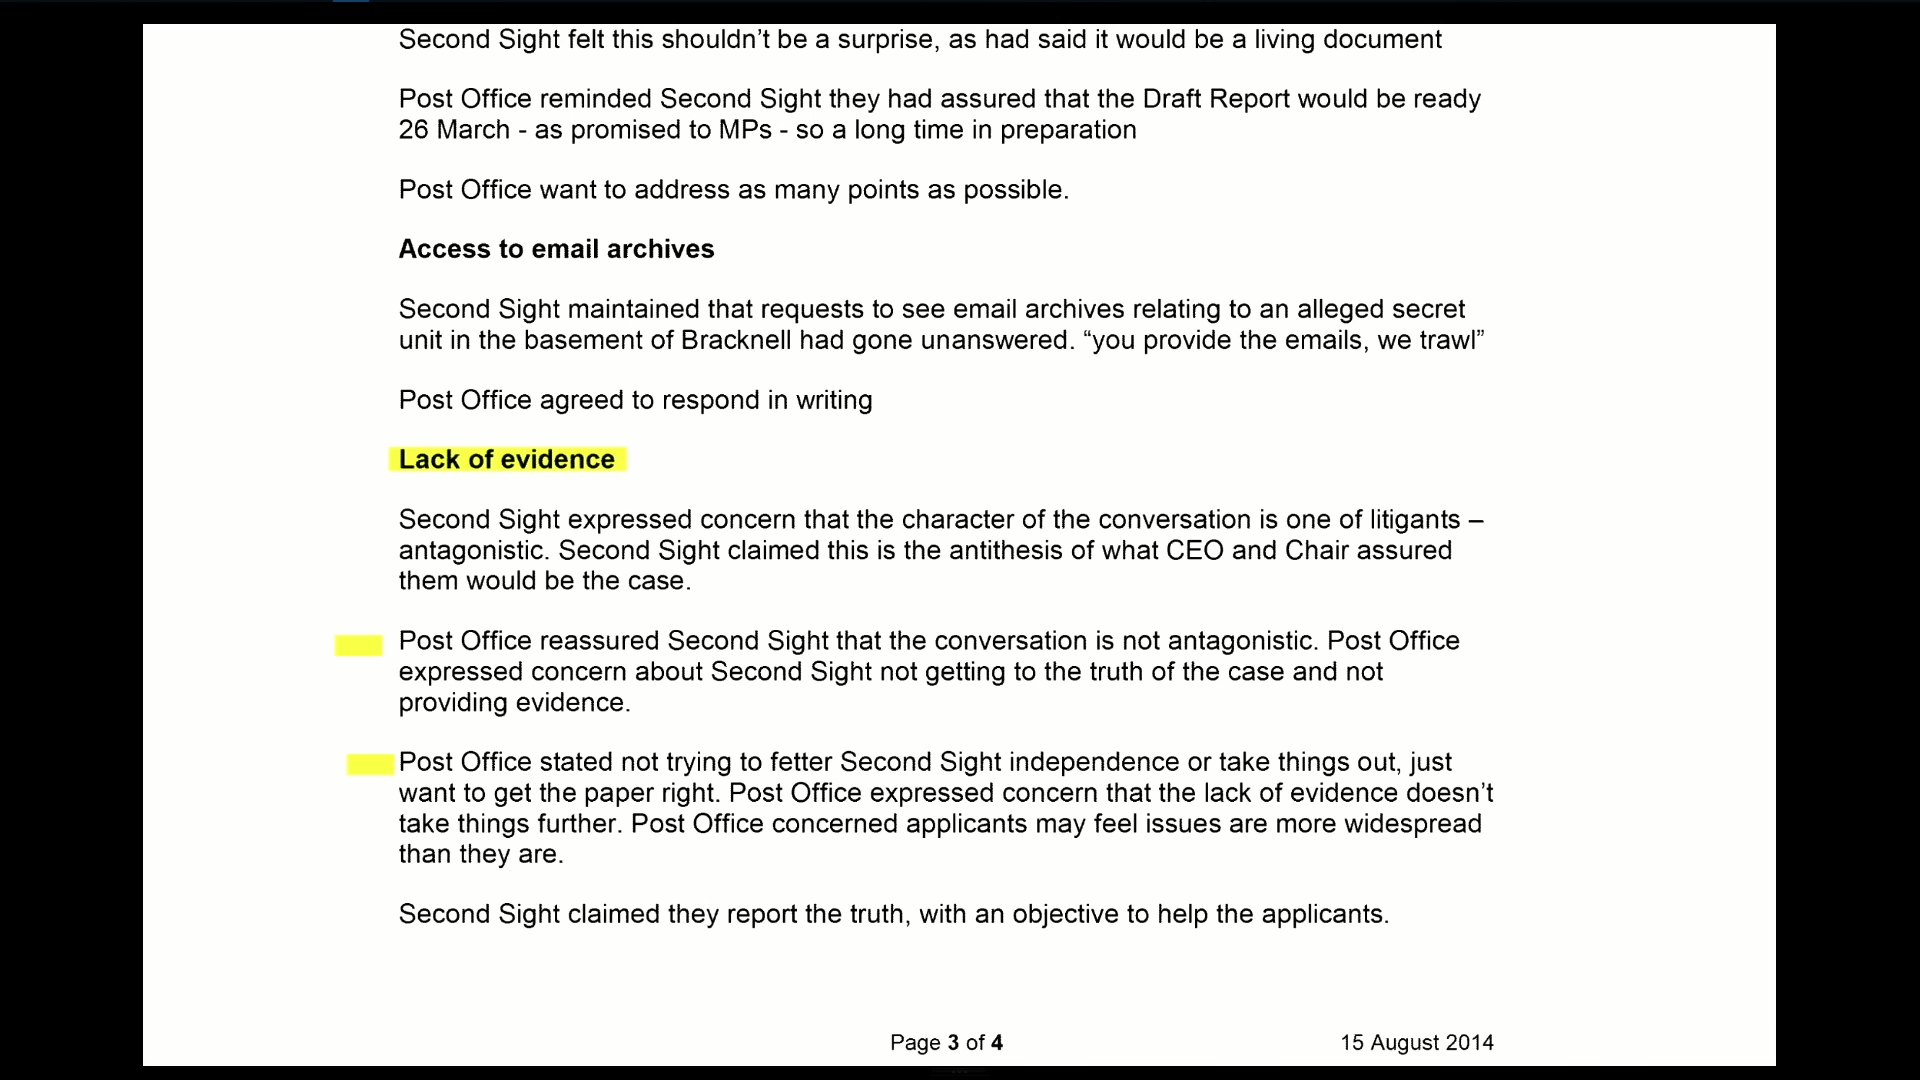 Second Sight felt this shouldn’t be a surprise, as had said it would be a living document
Post Office reminded Second Sight they had assured that the Draft Report would be ready
26 March - as promised to MPs - so a long time in preparation
Post Office want to address as many points as possible.
Access to email archives
Second Sight maintained that requests to see email archives relating to an alleged secret
unit in the basement of Bracknell had gone unanswered. “you provide the emails, we trawl”
Post Office agreed to respond in writing
Lack of evidence
Second Sight expressed concern that the character of the conversation is one of litigants –
antagonistic. Second Sight claimed this is the antithesis of what CEO and Chair assured
them would be the case.
Post Office reassured Second Sight that the conversation is not antagonistic. Post Office
expressed concern about Second Sight not getting to the truth of the case and not
providing evidence.
Post Office stated not trying to fetter Second Sight independence or take things out, just
want to get the paper right. Post Office expressed concern that the lack of evidence doesn’t
take things further. Post Office concerned applicants may feel issues are more widespread
than they are.
Second Sight claimed they report the truth, with an objective to help the applicants.
Page 3 of 4
15 August 2014